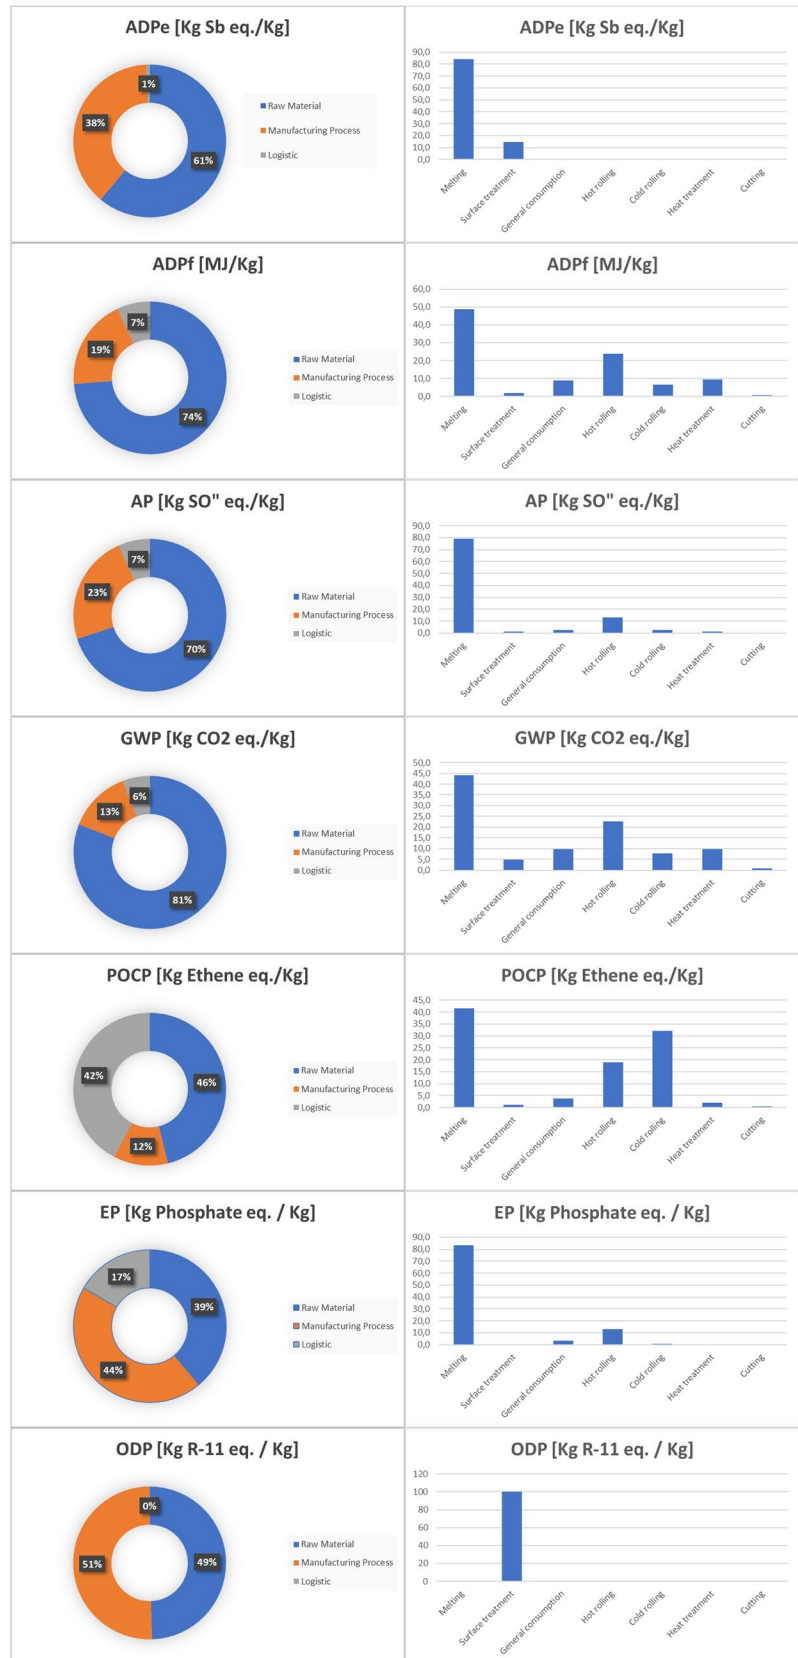 ADPe [Kg Sb eq./Kg]
1%
38%
61%
Raw Material
Manufacturing Process
Logistic
ADPe [Kg Sb eq./Kg]
90,0
80,0
70,0
60,0
50,0
40,0
30,0
20,0
10,0
0,0
Melting
Surface treatment
General consumption
Hot rolling
Cold rolling
Heat treatment
Cutting
ADPf [MJ/Kg]
7%
19%
74%
Raw Material
Manufacturing Process
Logistic
ADPf [MJ/Kg]
60,0
50,0
40,0
30,0
20,0
10,0
0,0
Melting
Surface treatment
General consumption
Hot rolling
Cold rolling
Heat treatment
Cutting
AP [Kg SO" eq./Kg]
7%
23%
70%
Raw Material
Manufacturing Process
Logistic
AP [Kg SO" eq./Kg]
90,0
80,0
70,0
60,0
50,0
40,0
30,0
20,0
10,0
0,0
Melting
Surface treatment
General consumption
Hot rolling
Cold rolling
Heat treatment
Cutting
GWP [Kg CO2 eq./Kg]
6%
13%
81%
Raw Material
Manufacturing Process
Logistic
GWP [Kg CO2 eq./Kg]
50,0
45,0
40,0
35,0
30,0
25,0
20,0
15,0
10,0
5,0
0,0
Melting
Surface treatment
General consumption
Hot rolling
Cold rolling
Heat treatment
Cutting
POCP [Kg Ethene eq./Kg]
42%
46%
12%
Raw Material
Manufacturing Process
Logistic
POCP [Kg Ethene eq./Kg]
45,0
40,0
35,0
30,0
25,0
20,0
15,0
10,0
5,0
0,0
Melting
Surface treatment
General consumption
Hot rolling
Cold rolling
Heat treatment
Cutting
EP [Kg Phosphate eq. / Kg]
17%
39%
44%
Raw Material
Manufacturing Process
Logistic
EP [Kg Phosphate eq. / Kg]
90,0
80,0
70,0
60,0
50,0
40,0
30,0
20,0
10,0
0,0
Melting
Surface treatment
General consumption
Hot rolling
Cold rolling
Heat treatment
Cutting
ODP [Kg R-11 eq. / Kg]
0%
51%
49%
Raw Material
Manufacturing Process
Logistic
ODP [Kg R-11 eq. / Kg]
120
100
80
60
40
20
0
Melting
Surface treatment
General consumption
Hot rolling
Cold rolling
Heat treatment
Cutting